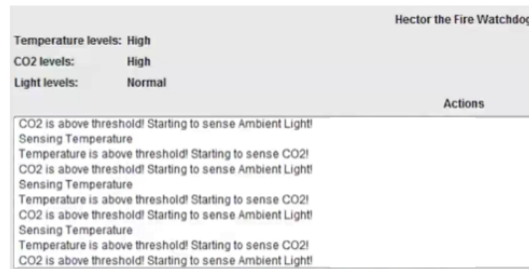 Hector the Fire Watchdog
Temperature levels: High
CO2 levels: High
Light levels: Normal
Actions
CO2 is above threshold! Starting to sense Ambient Light!
Sensing Temperature
Temperature is above threshold! Starting to sense CO2!
CO2 is above threshold! Starting to sense Ambient Light!
Sensing Temperature
Temperature is above threshold! Starting to sense CO2!
CO2 is above threshold! Starting to sense Ambient Light!
Sensing Temperature
Temperature is above threshold! Starting to sense CO2!
CO2 is above threshold! Starting to sense Ambient Light!